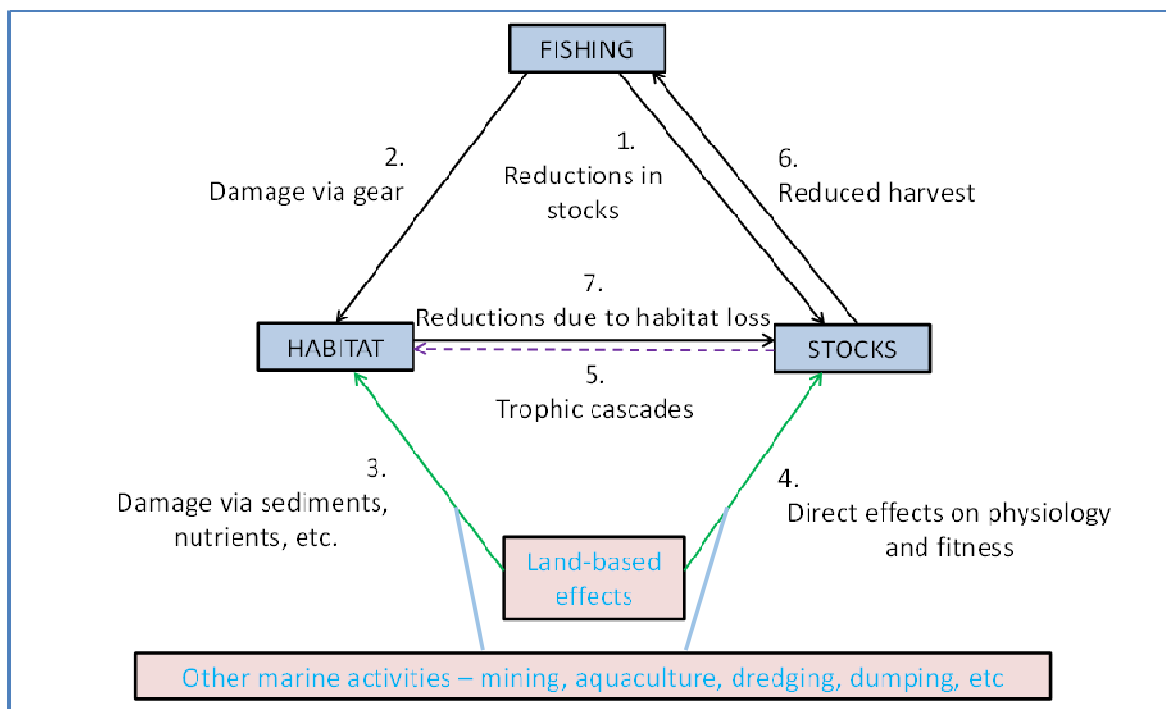 FISHING
2.
Damage via gear
1.
Reductions in
stocks
6.
Reduced harvest
7.
Reductions due to habitat loss
HABITAT
STOCKS
5.
Trophic cascades
3.
Damage via sediments,
nutrients, etc.
4.
Direct effects on physiology
and fitness
Land-based
effects
Other marine activities – mining, aquaculture, dredging, dumping, etc